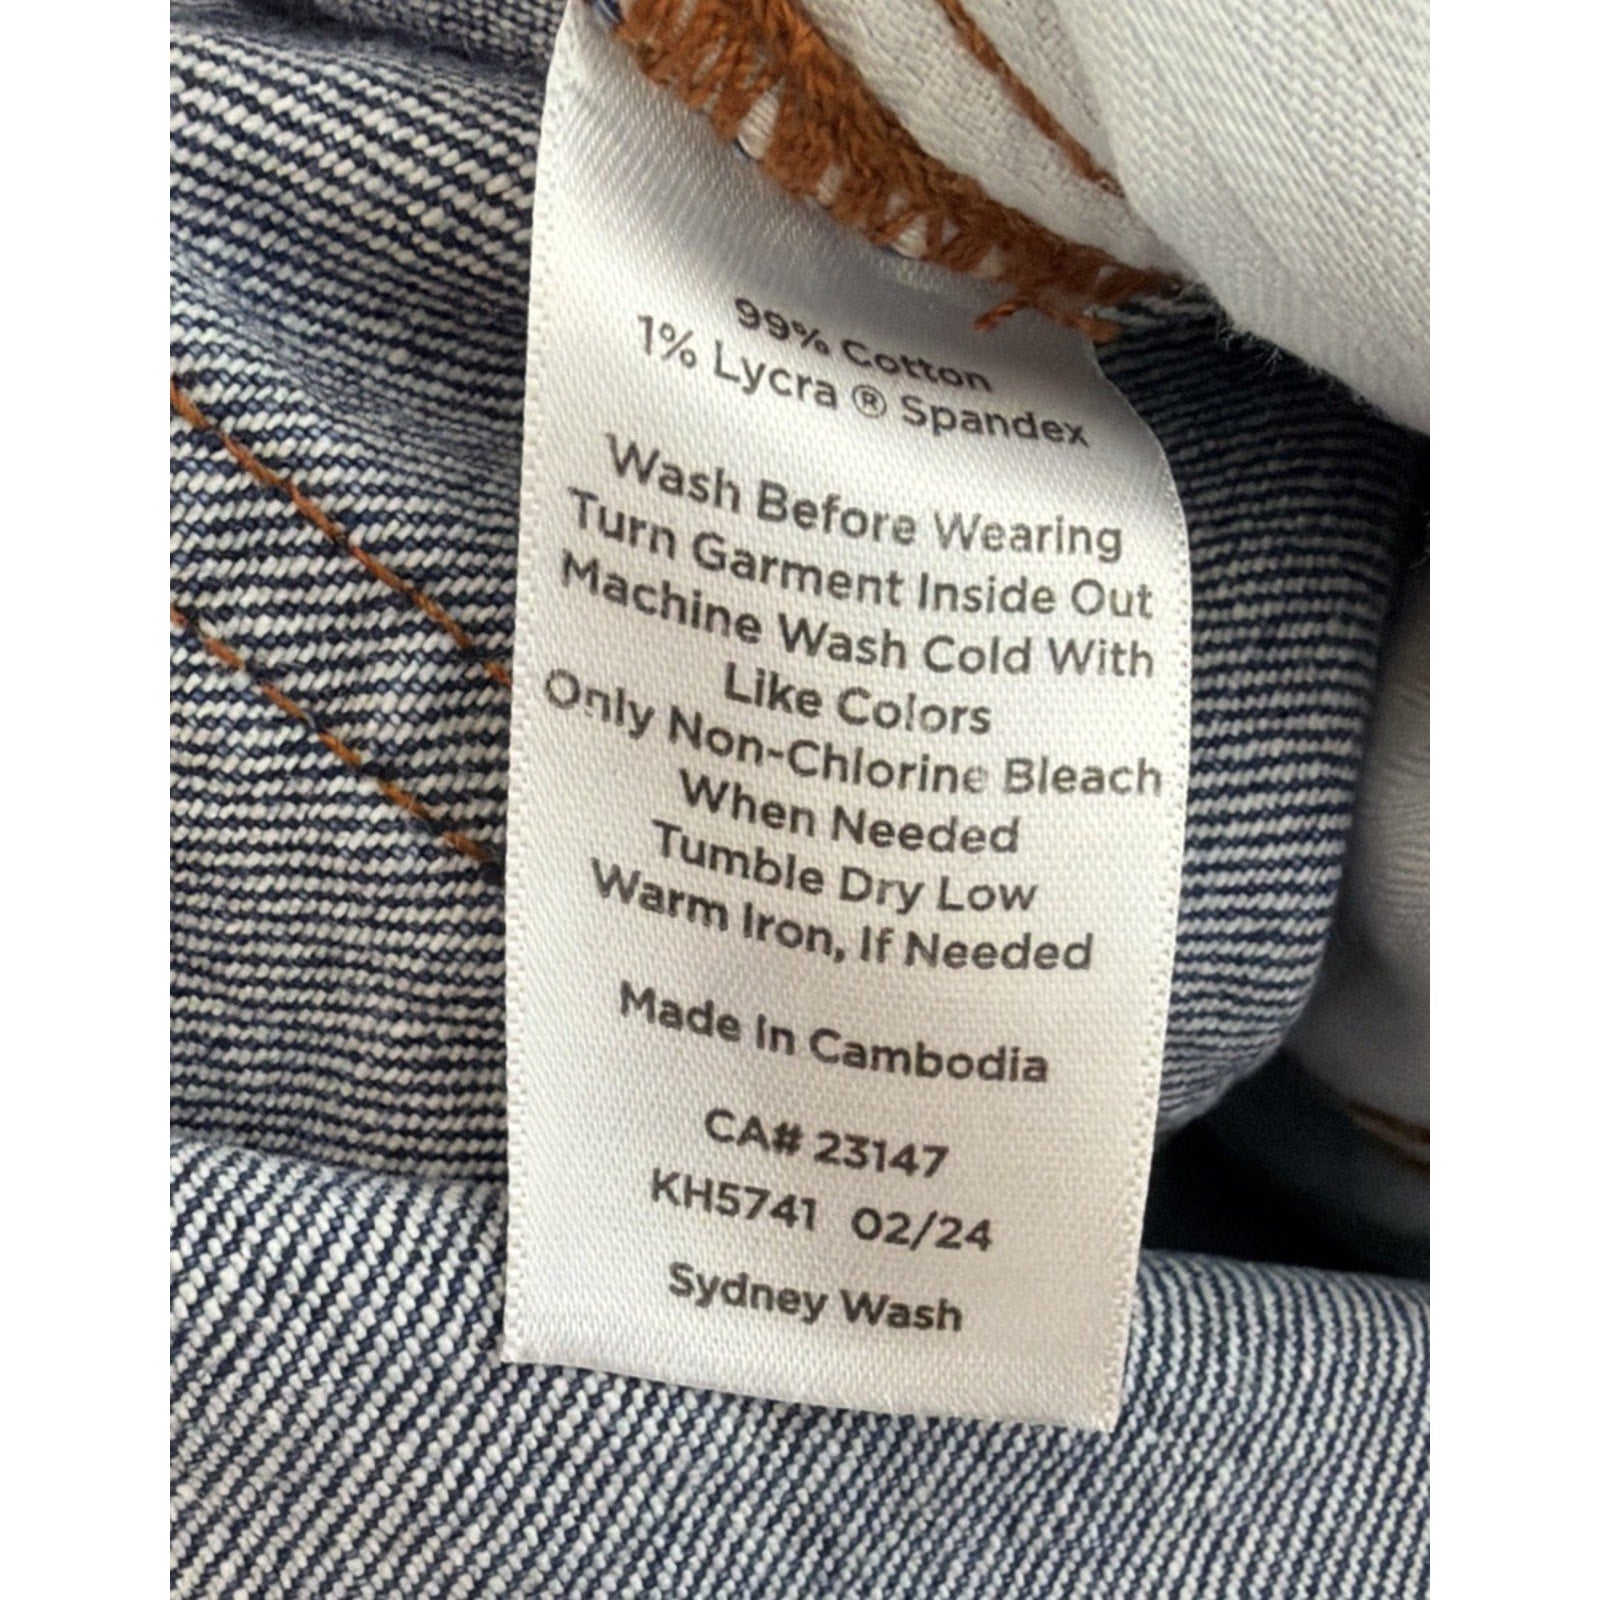 99% Cotton
1% Lycra ® Spandex
Wash Before Wearing
Turn Garment Inside Out
Machine Wash Cold With
Like Colors
Only Non-Chlorine Bleach
When Needed
Tumble Dry Low
Warm Iron, If Needed
Made In Cambodia
CA# 23147
KH5741 02/24
Sydney Wash